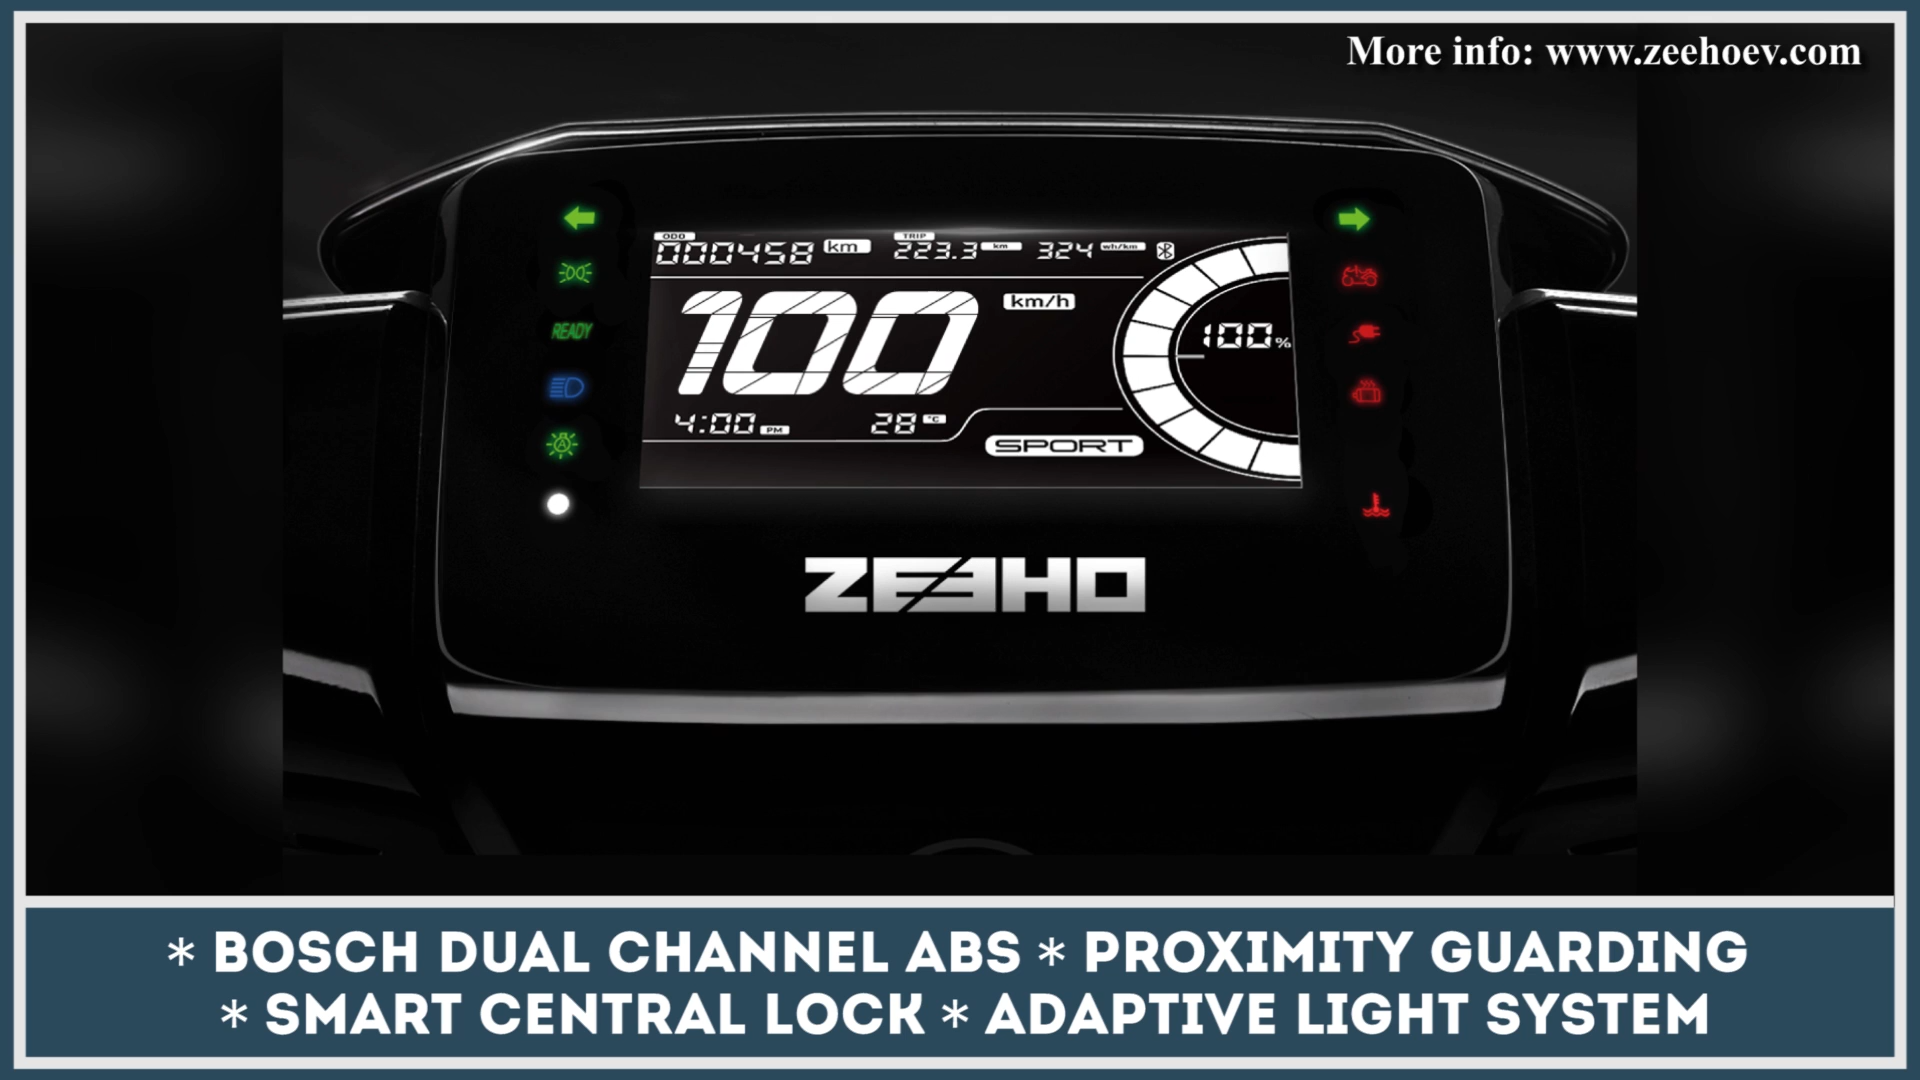 More info: www.zeehoev.com
ODO TRIP
000458 km 223.3 km 324 wh/km
100 km/h
100%
READY
4:00 PM 28 °C
SPORT
ZEEHO
* BOSCH DUAL CHANNEL ABS * PROXIMITY GUARDING
* SMART CENTRAL LOCK * ADAPTIVE LIGHT SYSTEM